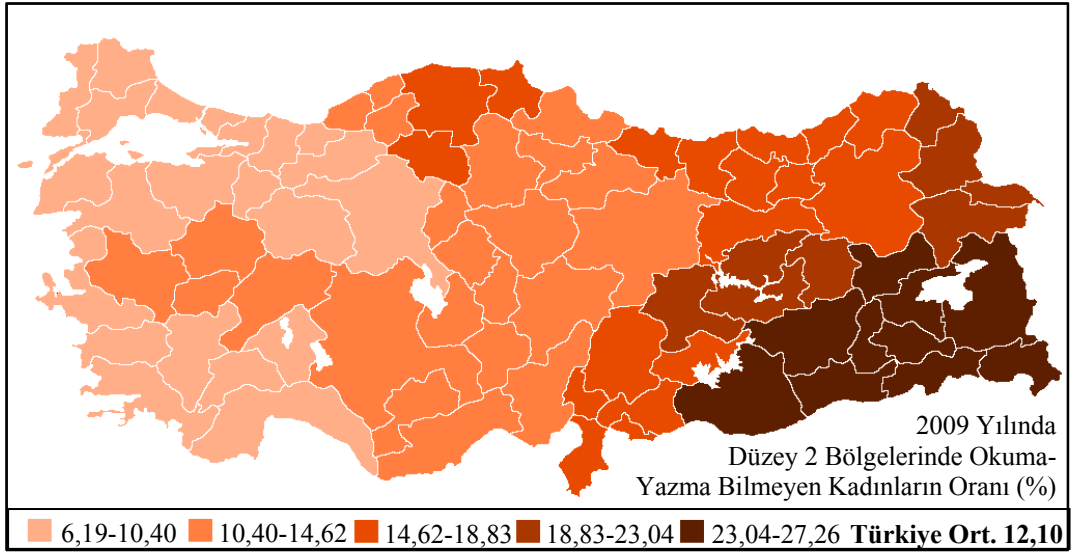 2009 Yılında
Düzey 2 Bölgelerinde Okuma-
Yazma Bilmeyen Kadınların Oranı (%)
6,19-10,40 10,40-14,62 14,62-18,83 18,83-23,04 23,04-27,26 Türkiye Ort. 12,10